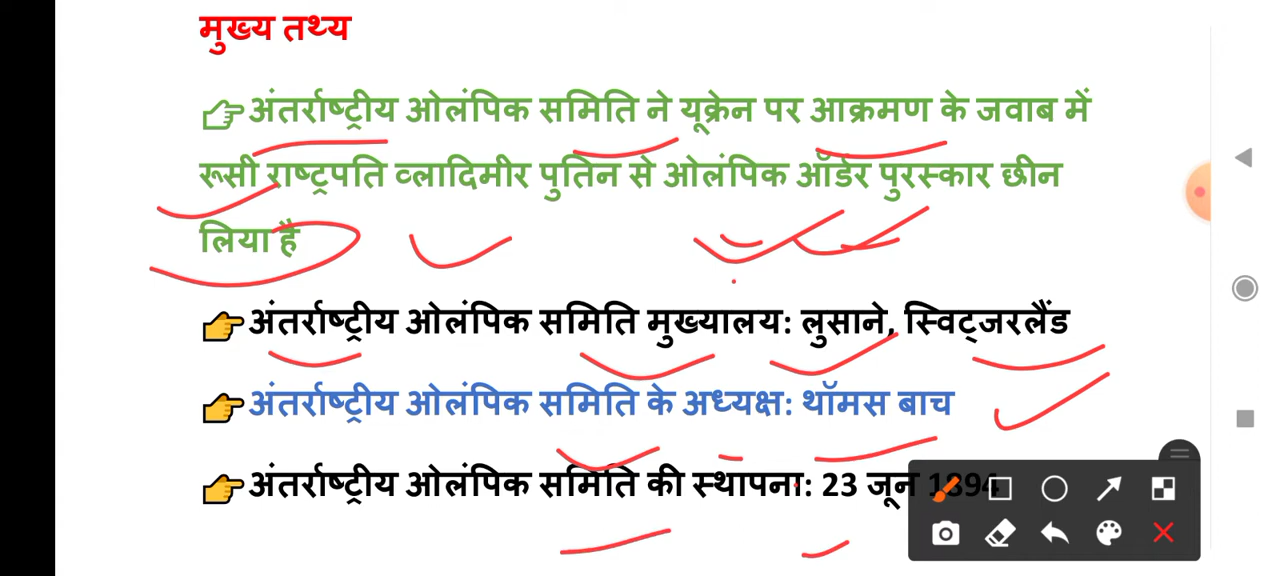 मुख्य तथ्य
👉अंतर्राष्ट्रीय ओलंपिक समिति ने यूक्रेन पर आक्रमण के जवाब में
रूसी राष्ट्रपति व्लादिमीर पुतिन से ओलंपिक ऑर्डर पुरस्कार छीन
लिया है
👉अंतर्राष्ट्रीय ओलंपिक समिति मुख्यालय: लुसाने, स्विट्जरलैंड
👉अंतर्राष्ट्रीय ओलंपिक समिति के अध्यक्ष: थॉमस बाच
👉अंतर्राष्ट्रीय ओलंपिक समिति की स्थापना: 23 जून 1894